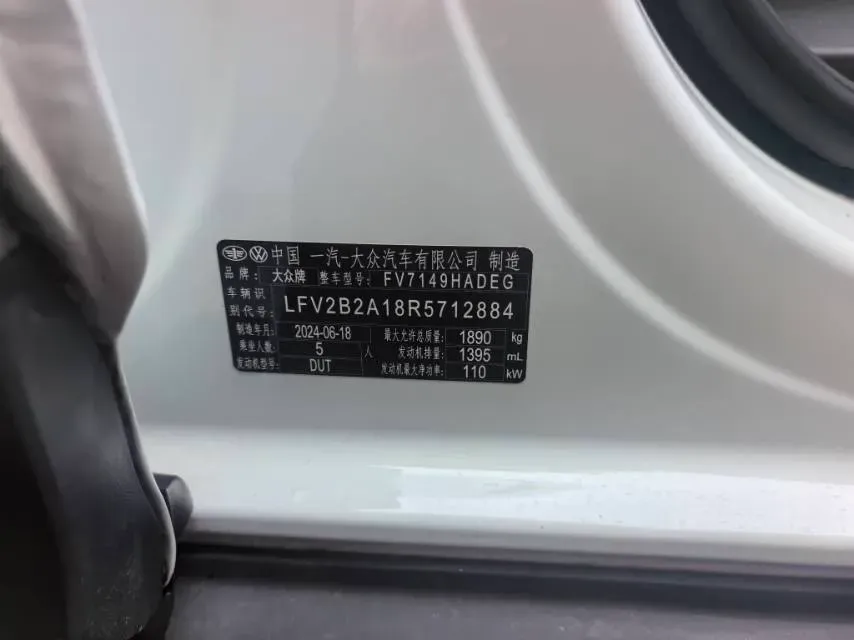 中国 一汽-大众汽车有限公司 制造
品牌: 大众牌 整车型号: FV7149HADEG
车辆识别代号: LFV2B2A18R5712884
制造年月: 2024-06-18 最大允许总质量: 1890 kg
乘坐人数: 5 人 发动机排量: 1395 mL
发动机型号: DUT 发动机最大净功率: 110 kW